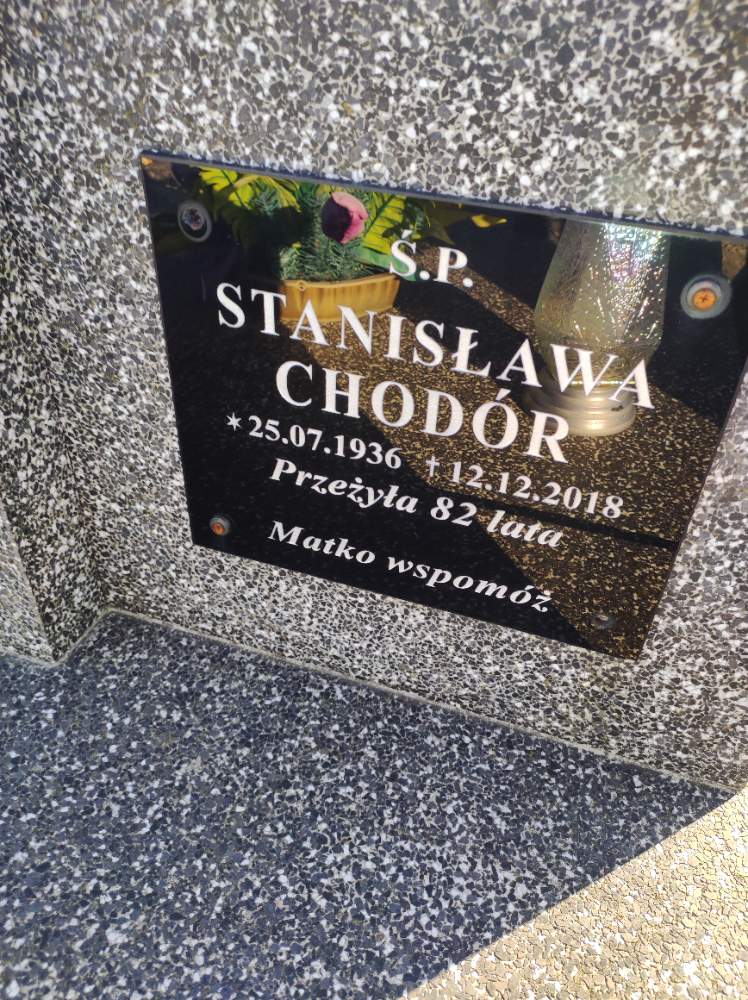 Ś.P.
STANISŁAWA
CHODÓR
✶25.07.1936 †12.12.2018
Przeżyła 82 lata
Matko wspomóż